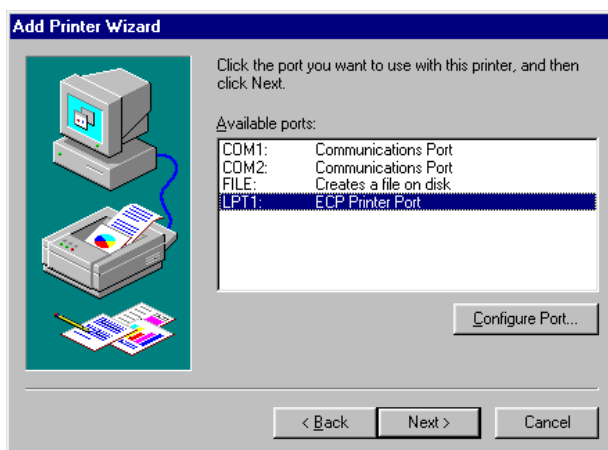 Add Printer Wizard
Click the port you want to use with this printer, and then
click Next.
Available ports:
COM1: Communications Port
COM2: Communications Port
FILE: Creates a file on disk
LPT1: ECP Printer Port
Configure Port...
< Back Next > Cancel